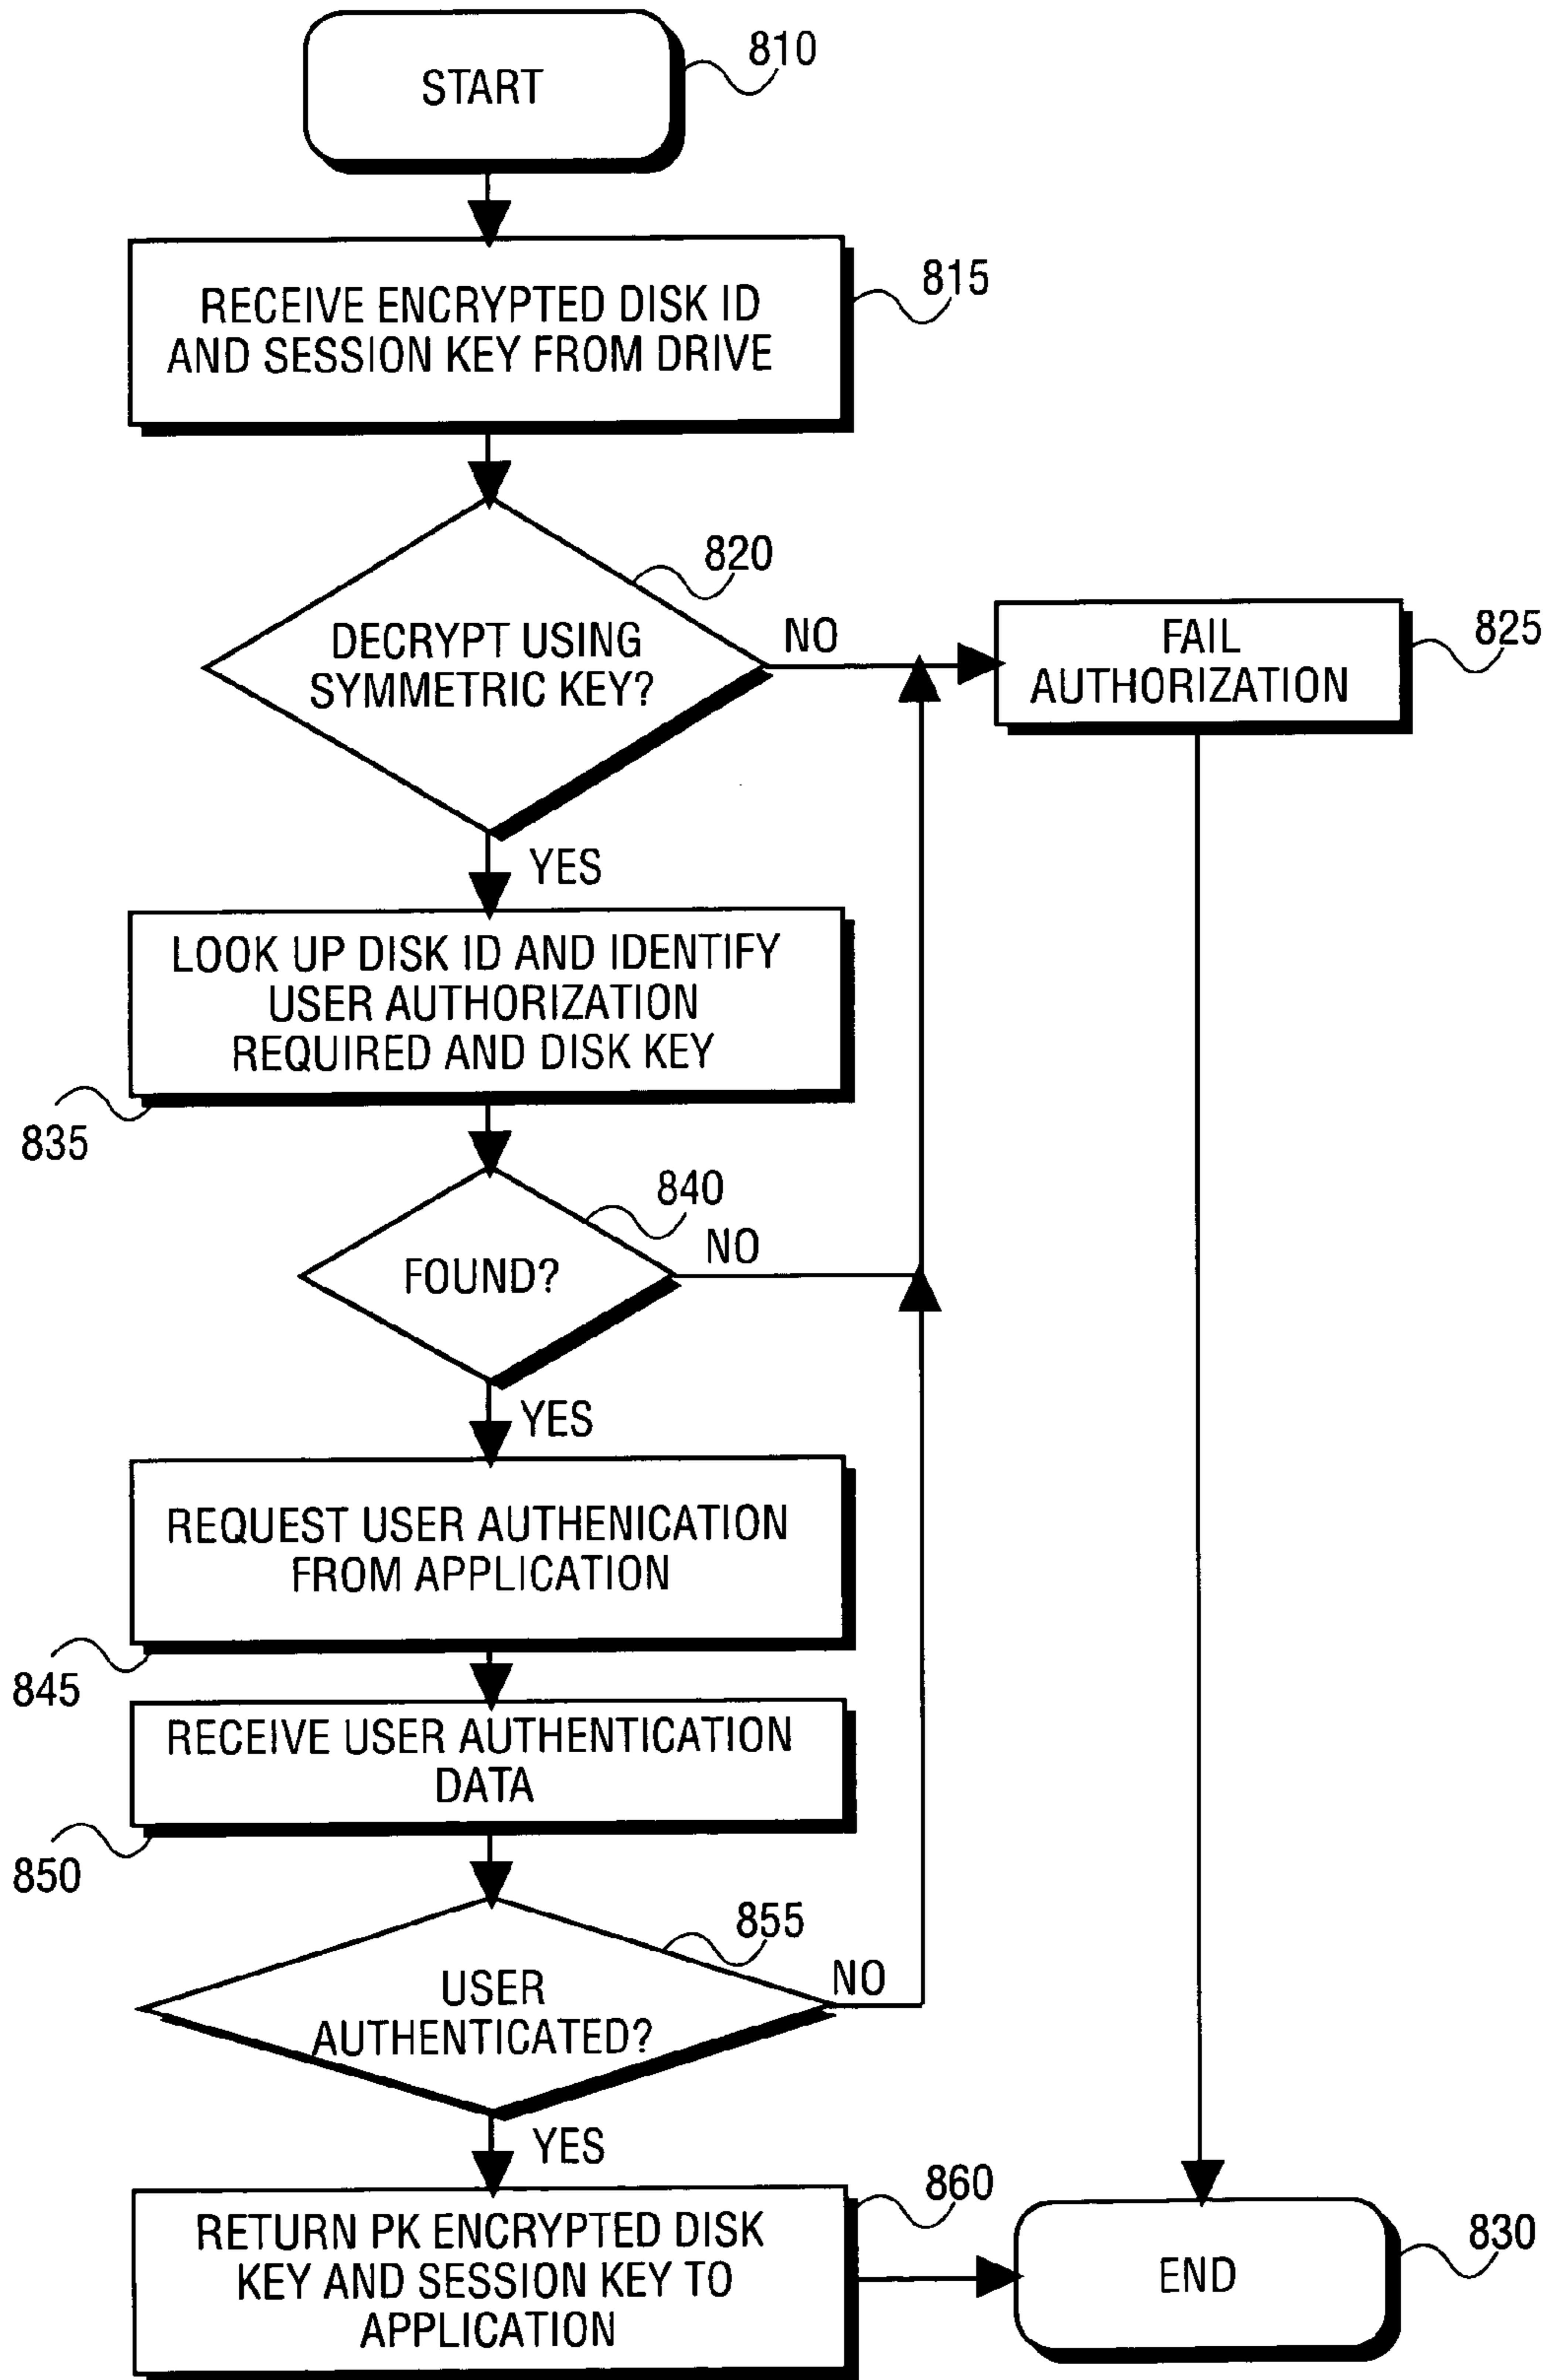 START
810
RECEIVE ENCRYPTED DISK ID
AND SESSION KEY FROM DRIVE
815
DECRYPT USING
SYMMETRIC KEY?
820
NO
FAIL
AUTHORIZATION
825
YES
LOOK UP DISK ID AND IDENTIFY
USER AUTHORIZATION
REQUIRED AND DISK KEY
835
FOUND?
840
NO
YES
REQUEST USER AUTHENICATION
FROM APPLICATION
845
RECEIVE USER AUTHENTICATION
DATA
850
USER
AUTHENTICATED?
855
NO
YES
RETURN PK ENCRYPTED DISK
KEY AND SESSION KEY TO
APPLICATION
860
END
830